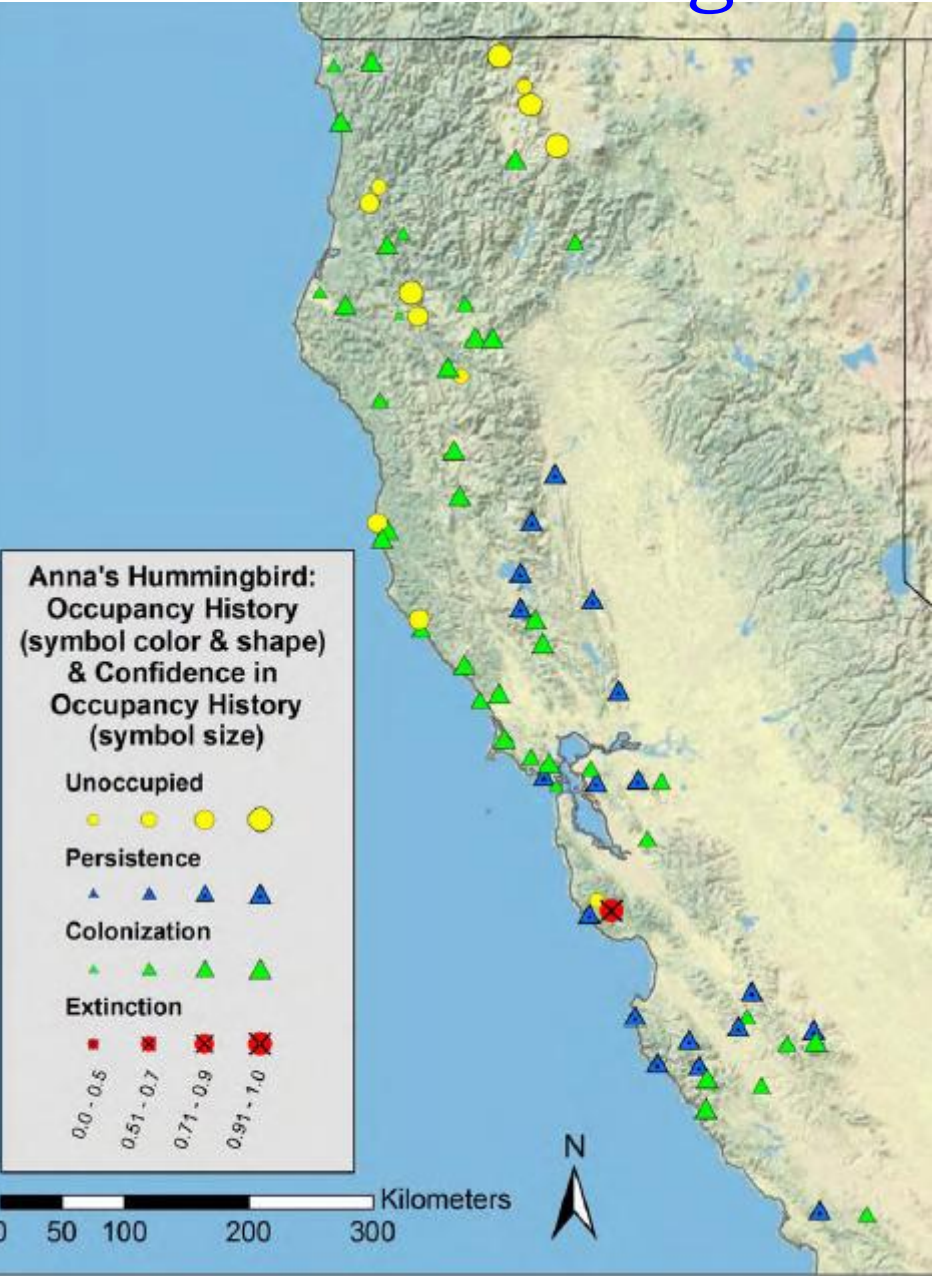 g
Anna's Hummingbird:
Occupancy History
(symbol color & shape)
& Confidence in
Occupancy History
(symbol size)
Unoccupied
Persistence
Colonization
Extinction
0.0 - 0.5
0.51 - 0.7
0.71 - 0.9
0.91 - 1.0
N
Kilometers
0 50 100 200 300